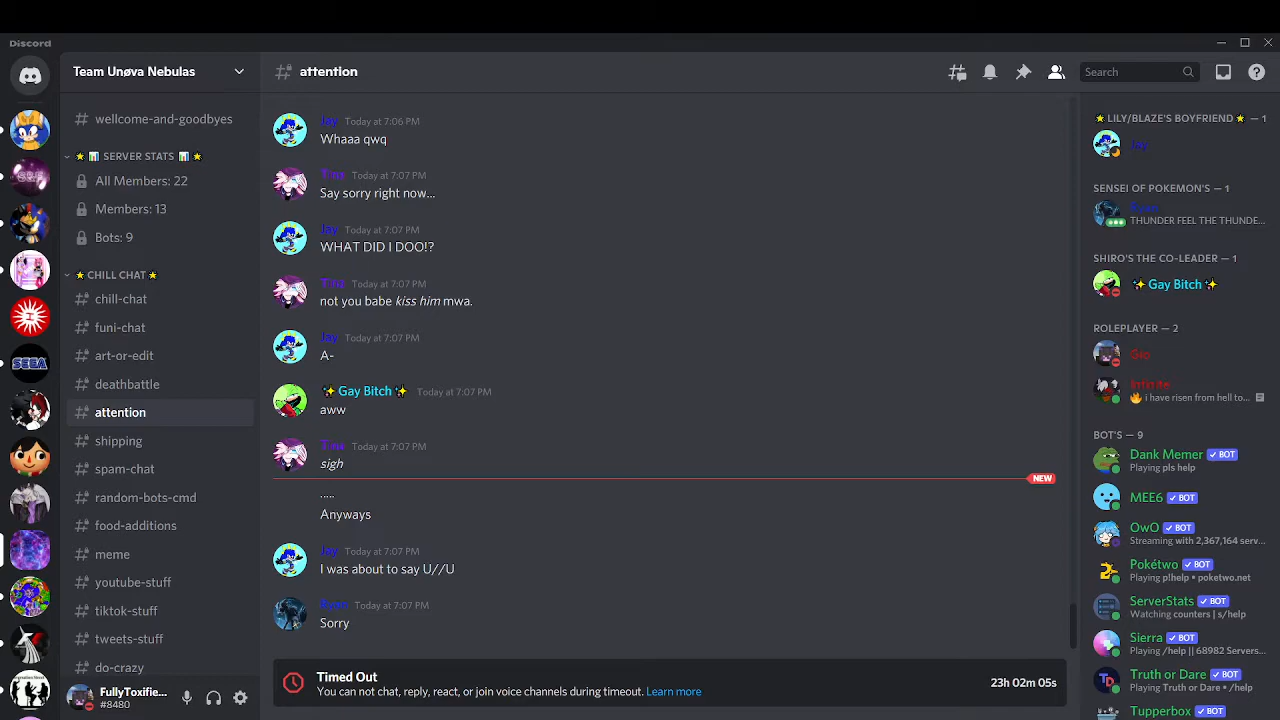 Discord
Team Unøva Nebulas
wellcome-and-goodbyes
SERVER STATS
All Members: 22
Members: 13
Bots: 9
CHILL CHAT
chill-chat
funi-chat
art-or-edit
deathbattle
attention
shipping
spam-chat
random-bots-cmd
food-additions
meme
youtube-stuff
tiktok-stuff
tweets-stuff
do-crazy
FullyToxifie...
#8480
attention
Search
Jay Today at 7:06 PM
Whaaa qwq
Today at 7:07 PM
Say sorry right now...
Jay Today at 7:07 PM
WHAT DID I DOO!?
Today at 7:07 PM
not you babe kiss him mwa.
Jay Today at 7:07 PM
A-
Gay Bitch Today at 7:07 PM
aww
Today at 7:07 PM
sigh
NEW
.....
Anyways
Jay Today at 7:07 PM
I was about to say U//U
Today at 7:07 PM
Sorry
Timed Out
You can not chat, reply, react, or join voice channels during timeout. Learn more
23h 02m 05s
LILY/BLAZE'S BOYFRIEND — 1
Jay
SENSEI OF POKEMON'S — 1
THUNDER FEEL THE THUNDE...
SHIRO'S THE CO-LEADER — 1
Gay Bitch
ROLEPLAYER — 2
Gio
Infinite
i have risen from hell to...
BOT'S — 9
Dank Memer BOT
Playing pls help
MEE6 BOT
OwO BOT
Streaming with 2,367,164 serv...
Pokétwo BOT
Playing p!help • poketwo.net
ServerStats BOT
Watching counters | s/help
Sierra BOT
Playing /help || 68982 Servers...
Truth or Dare BOT
Playing Truth or Dare • /help
Tupperbox BOT